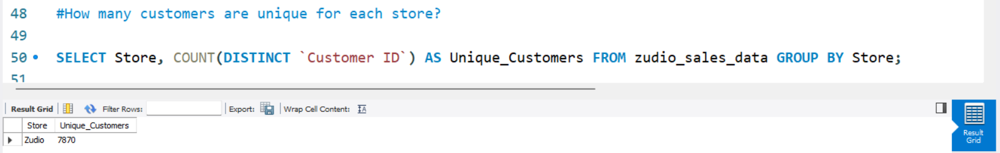 48 #How many customers are unique for each store?
49
50 SELECT Store, COUNT(DISTINCT `Customer ID`) AS Unique_Customers FROM zudio_sales_data GROUP BY Store;
51
Result Grid Filter Rows: Export: Wrap Cell Content:
Store Unique_Customers
Zudio 7870
Result
Grid